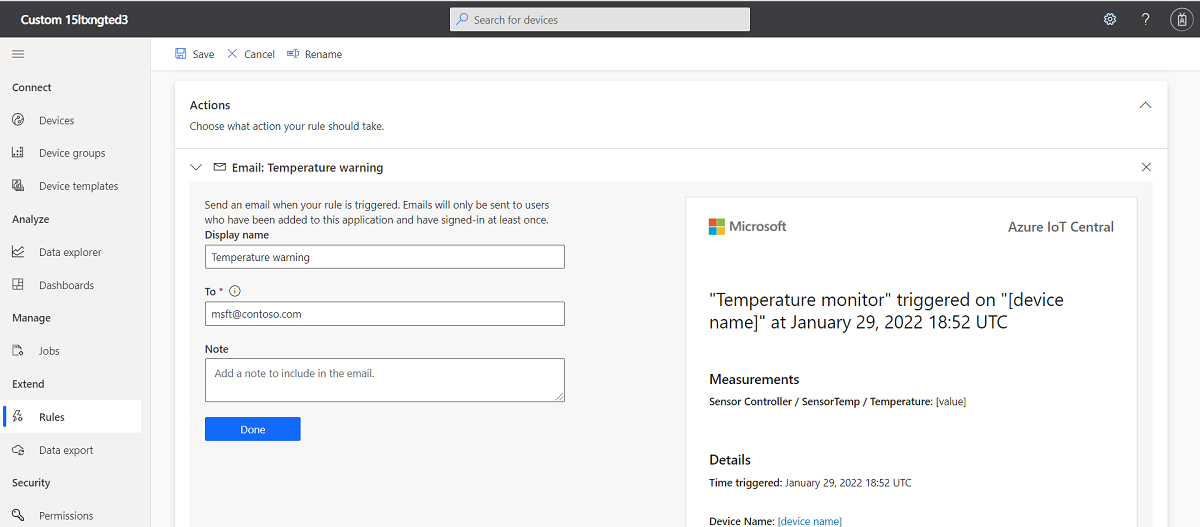 Custom 15ltxngted3
Search for devices
?
Save
Cancel
Rename
Connect
Devices
Device groups
Device templates
Analyze
Data explorer
Dashboards
Manage
Jobs
Extend
Rules
Data export
Security
Permissions
Actions
Choose what action your rule should take.
Email: Temperature warning
Send an email when your rule is triggered. Emails will only be sent to users
who have been added to this application and have signed-in at least once.
Display name
Temperature warning
To *
msft@contoso.com
Note
Add a note to include in the email.
Done
Microsoft
Azure IoT Central
"Temperature monitor" triggered on "[device
name]" at January 29, 2022 18:52 UTC
Measurements
Sensor Controller / SensorTemp / Temperature: [value]
Details
Time triggered: January 29, 2022 18:52 UTC
Device Name: [device name]